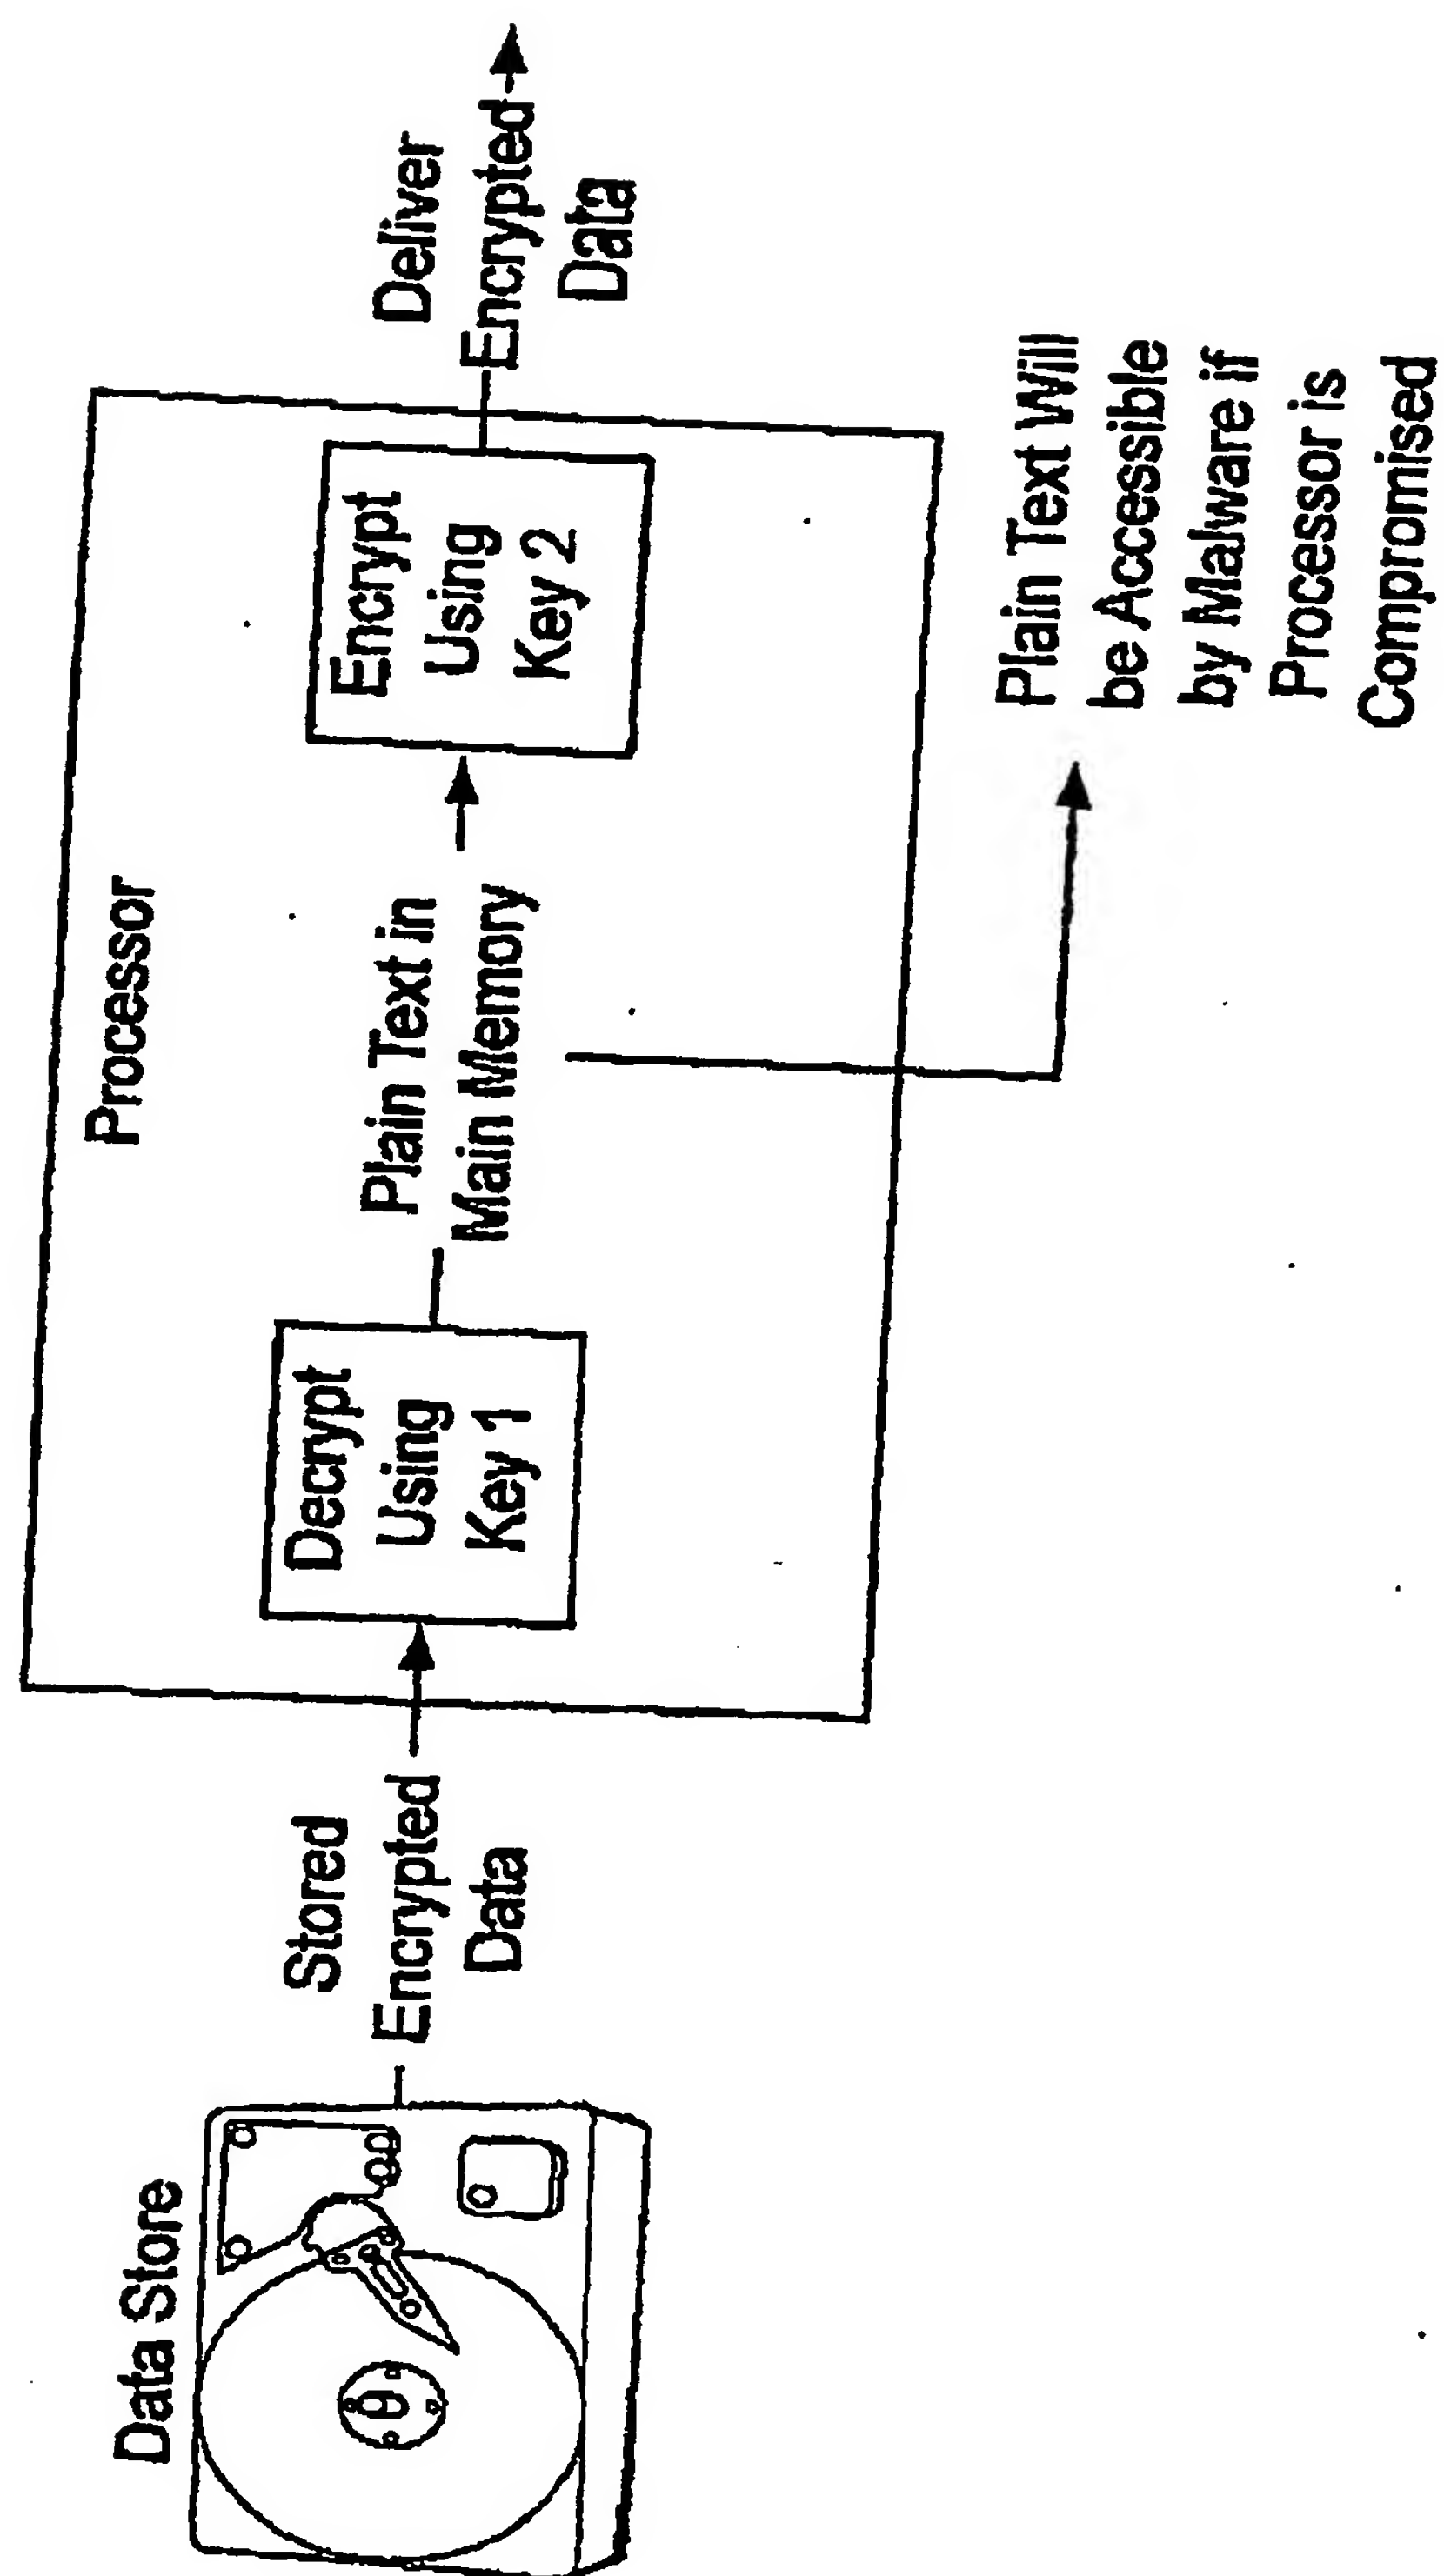 Data Store
Stored
Encrypted
Data
Processor
Decrypt
Using
Key 1
Plain Text in
Main Memory
Encrypt
Using
Key 2
Deliver
Encrypted
Data
Plain Text Will
be Accessible
by Malware if
Processor is
Compromised